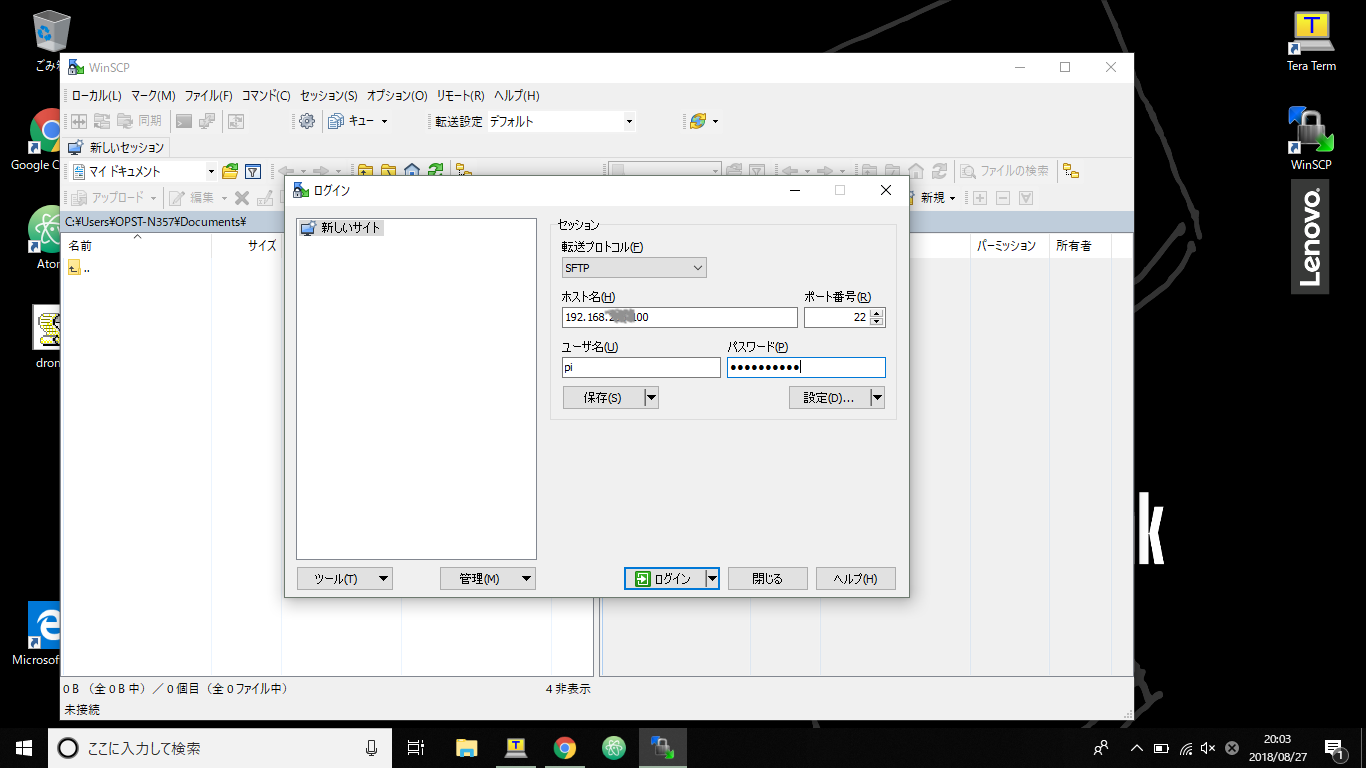 ごみ
Tera Term
WinSCP
ローカル(L) マーク(M) ファイル(F) コマンド(C) セッション(S) オプション(O) リモート(R) ヘルプ(H)
同期
キュー
転送設定 デフォルト
新しいセッション
Google C
マイ ドキュメント
ファイルの検索
WinSCP
アップロード
編集
新規
C:¥Users¥OPST-N357¥Documents¥
名前
サイズ
パーミッション
所有者
..
Lenovo.
Ato
dron
ログイン
新しいサイト
セッション
転送プロトコル(F)
SFTP
ホスト名(H)
ポート番号(R)
192.168.
00
22
ユーザ名(U)
パスワード(P)
pi
●●●●●●●●●●
保存(S)
設定(D)...
ツール(T)
管理(M)
ログイン
閉じる
ヘルプ(H)
k
Microsof
0 B （全 0 B 中）／ 0 個目（全 0 ファイル中）
4 非表示
未接続
ここに入力して検索
T
20:03
2018/08/27
1